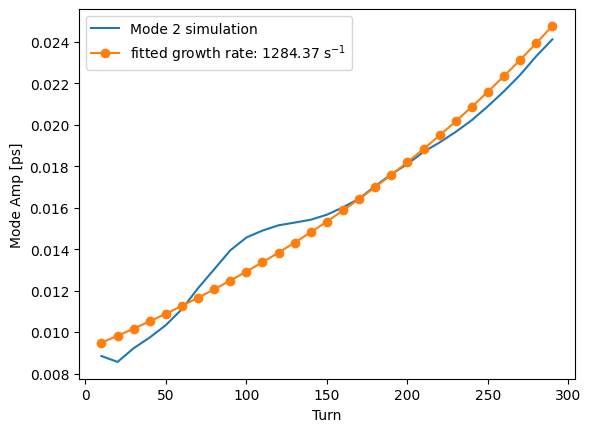 Mode 2 simulation
fitted growth rate: 1284.37 s⁻¹
Mode Amp [ps]
0.024
0.022
0.020
0.018
0.016
0.014
0.012
0.010
0.008
0 50 100 150 200 250 300
Turn